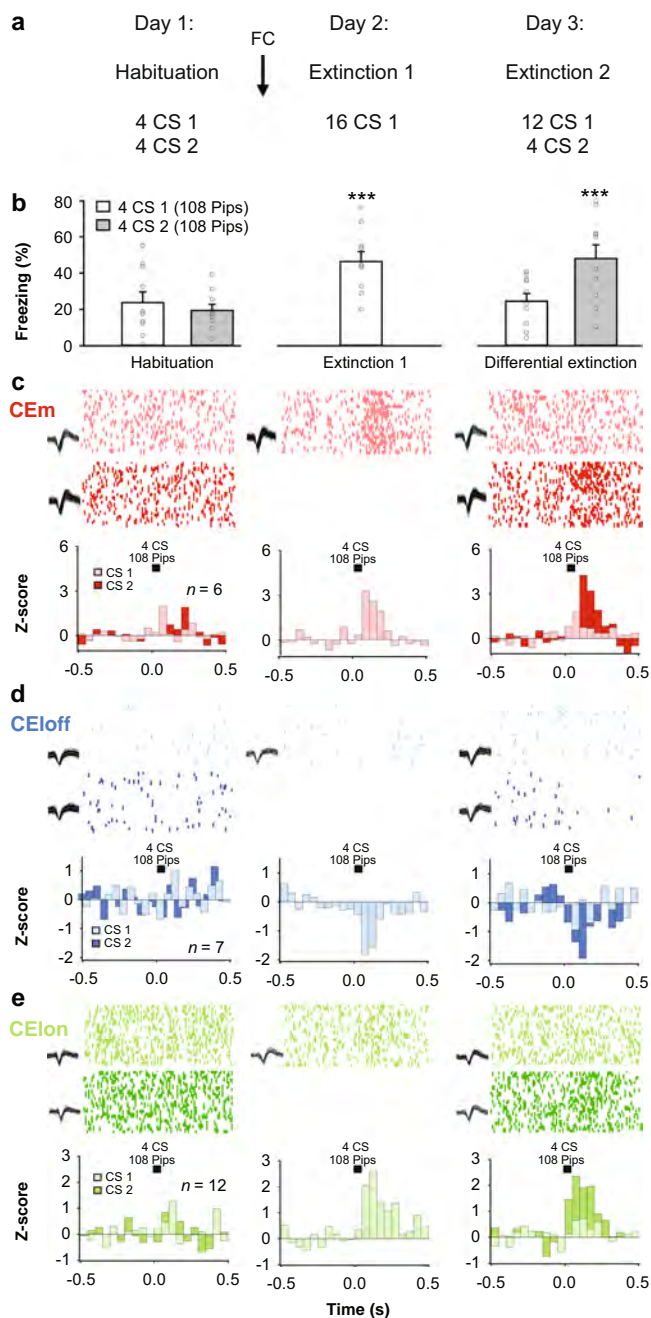 a
Day 1: Day 2: Day 3:
FC
Habituation Extinction 1 Extinction 2
4 CS 1 16 CS 1 12 CS 1
4 CS 2 4 CS 2
b
80
60
40
20
0
Freezing (%)
4 CS 1 (108 Pips)
4 CS 2 (108 Pips)
*** ***
Habituation Extinction 1 Differential extinction
c
CEm
4 CS 4 CS 4 CS
108 Pips 108 Pips 108 Pips
CS 1
CS 2
n = 6
Z-score
6 6 6
3 3 3
0 0 0
-0.5 0.0 0.5 -0.5 0.0 0.5 -0.5 0.0 0.5
d
CEloff
4 CS 4 CS 4 CS
108 Pips 108 Pips 108 Pips
Z-score
1 1 1
0 0 0
-1 -1 -1
-2 -2 -2
CS 1
CS 2
n = 7
-0.5 0.0 0.5 -0.5 0.0 0.5 -0.5 0.0 0.5
e
CElon
4 CS 4 CS 4 CS
108 Pips 108 Pips 108 Pips
CS 1
CS 2
n = 12
Z-score
3 3 3
2 2 2
1 1 1
0 0 0
-1 -1 -1
-0.5 0.0 0.5 -0.5 0.0 0.5 -0.5 0.0 0.5
Time (s)